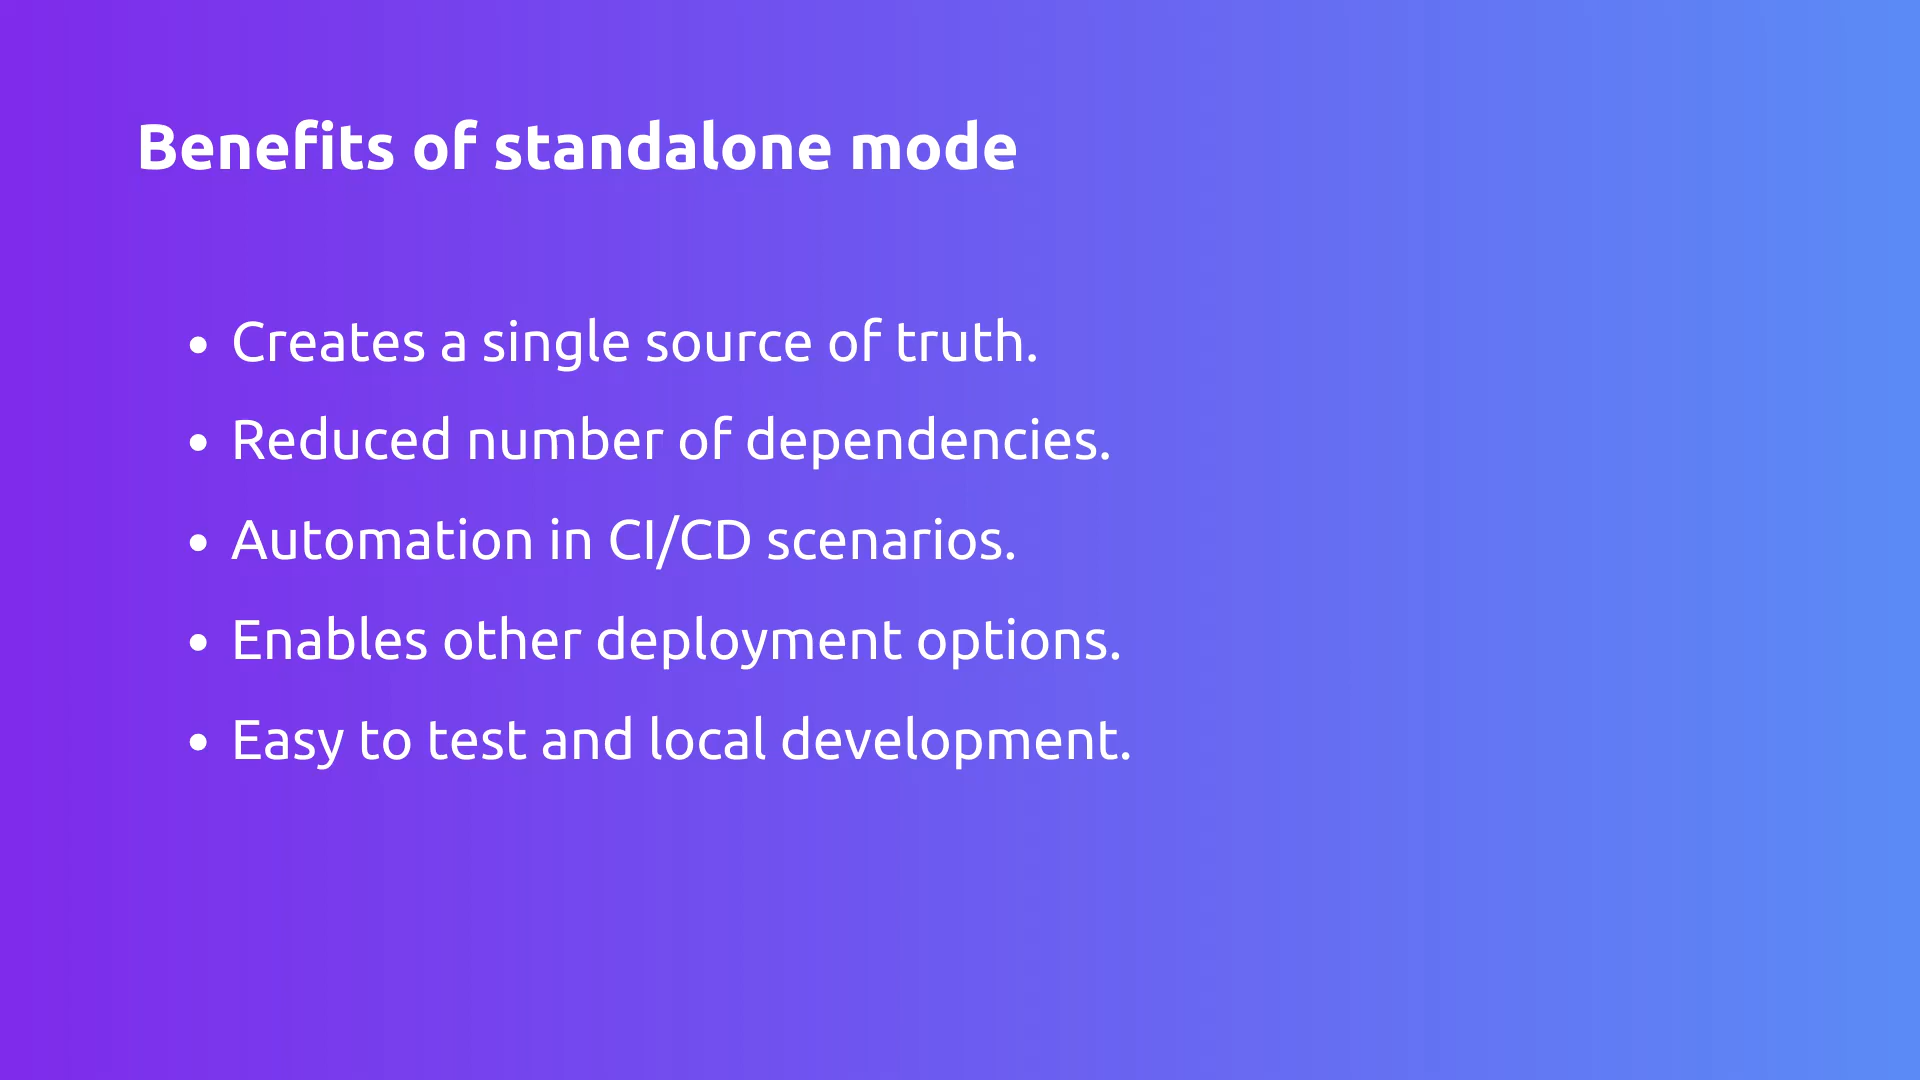 Benefits of standalone mode
• Creates a single source of truth.
• Reduced number of dependencies.
• Automation in CI/CD scenarios.
• Enables other deployment options.
• Easy to test and local development.